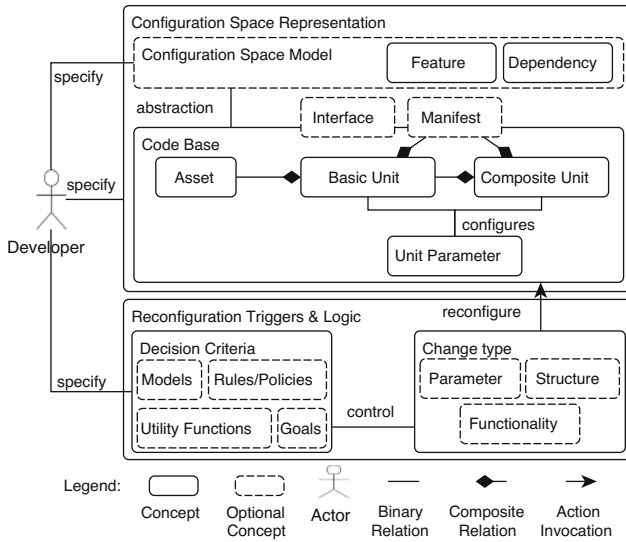 Configuration Space Representation
Configuration Space Model
Feature
Dependency
specify
abstraction
Interface
Manifest
Code Base
Asset
Basic Unit
Composite Unit
specify
Developer
configures
Unit Parameter
reconfigure
Reconfiguration Triggers & Logic
Decision Criteria
Change type
Models
Rules/Policies
Parameter
Structure
specify
control
Utility Functions
Goals
Functionality
Legend:
Concept
Optional
Concept
Actor
Binary
Relation
Composite
Relation
Action
Invocation